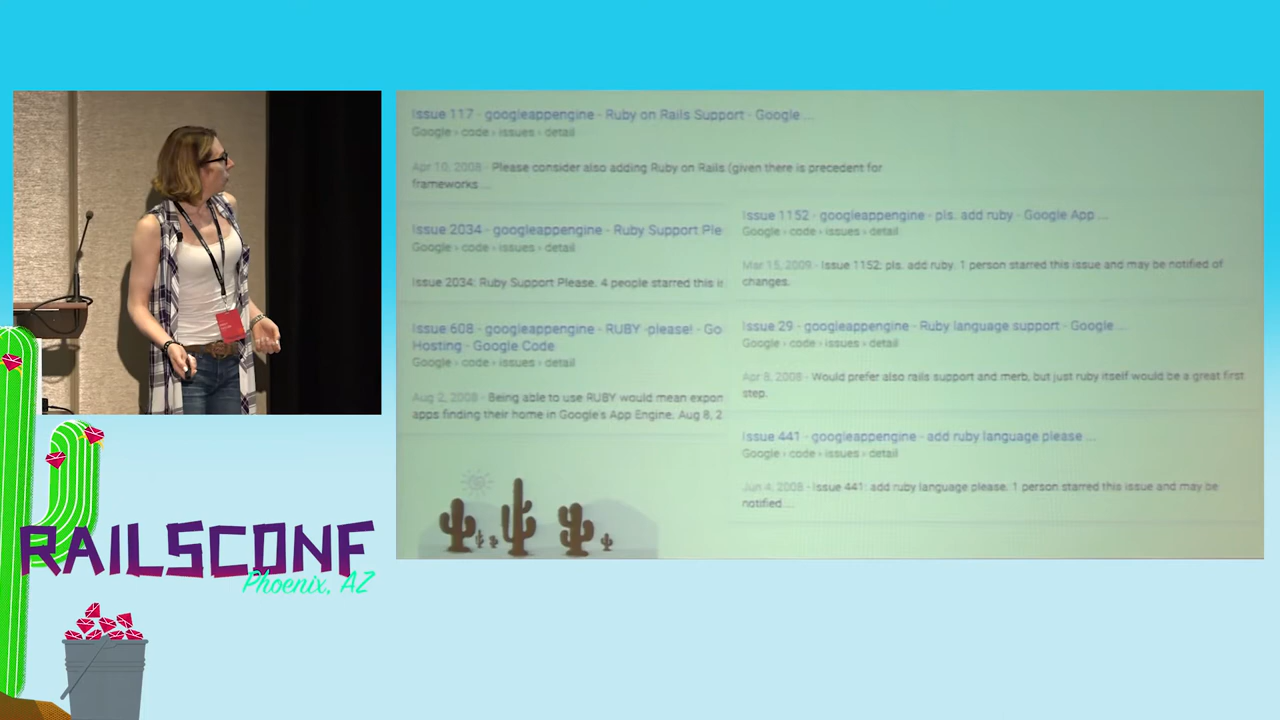 Issue 117 - googleappengine - Ruby on Rails Support - Google ...
Google › code › issues › detail
Apr 10, 2008 - Please consider also adding Ruby on Rails (given there is precedent for
frameworks ...
Issue 2034 - googleappengine - Ruby Support Ple
Google › code › issues › detail
Issue 2034: Ruby Support Please. 4 people starred this is
Issue 608 - googleappengine - RUBY -please! - Go
Hosting - Google Code
Google › code › issues › detail
Aug 2, 2008 - Being able to use RUBY would mean expon
apps finding their home in Google's App Engine. Aug 8, 2
Issue 1152 - googleappengine - pls. add ruby - Google App ...
Google › code › issues › detail
Mar 15, 2009 - Issue 1152: pls. add ruby. 1 person starred this issue and may be notified of
changes.
Issue 29 - googleappengine - Ruby language support - Google ...
Google › code › issues › detail
Apr 8, 2008 - Would prefer also rails support and merb, but just ruby itself would be a great first
step.
Issue 441 - googleappengine - add ruby language please ...
Google › code › issues › detail
Jun 4, 2008 - Issue 441: add ruby language please. 1 person starred this issue and may be
notified ...
RAILSCONF
Phoenix, AZ